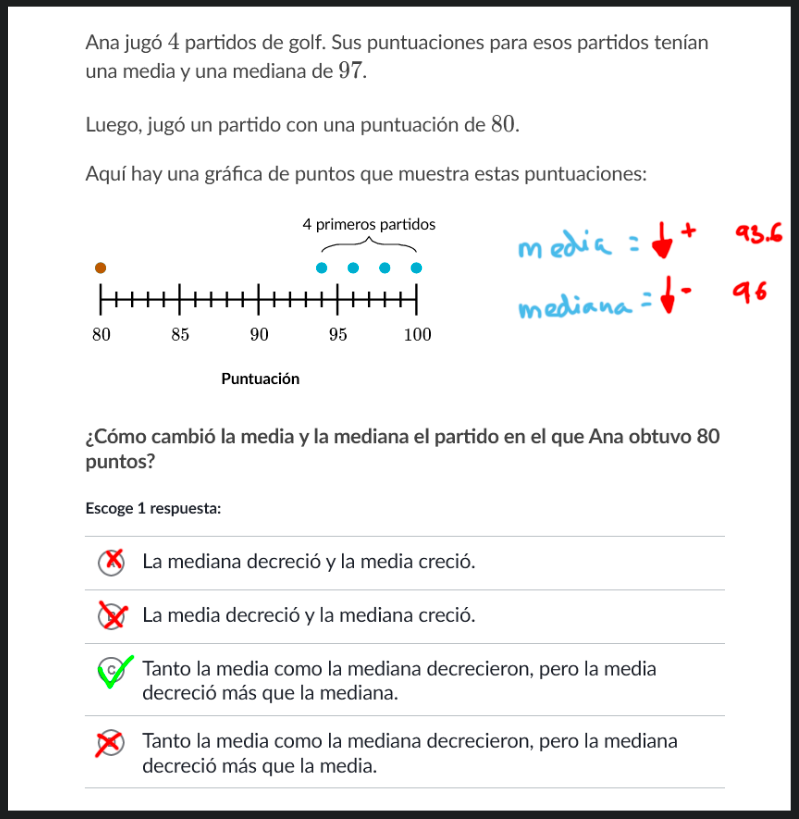 Ana jugó 4 partidos de golf. Sus puntuaciones para esos partidos tenían
una media y una mediana de 97.
Luego, jugó un partido con una puntuación de 80.
Aquí hay una gráfica de puntos que muestra estas puntuaciones:
4 primeros partidos
media = ↓ + 93.6
mediana = ↓ - 96
80 85 90 95 100
Puntuación
¿Cómo cambió la media y la mediana el partido en el que Ana obtuvo 80
puntos?
Escoge 1 respuesta:
La mediana decreció y la media creció.
La media decreció y la mediana creció.
C Tanto la media como la mediana decrecieron, pero la media
decreció más que la mediana.
Tanto la media como la mediana decrecieron, pero la mediana
decreció más que la media.